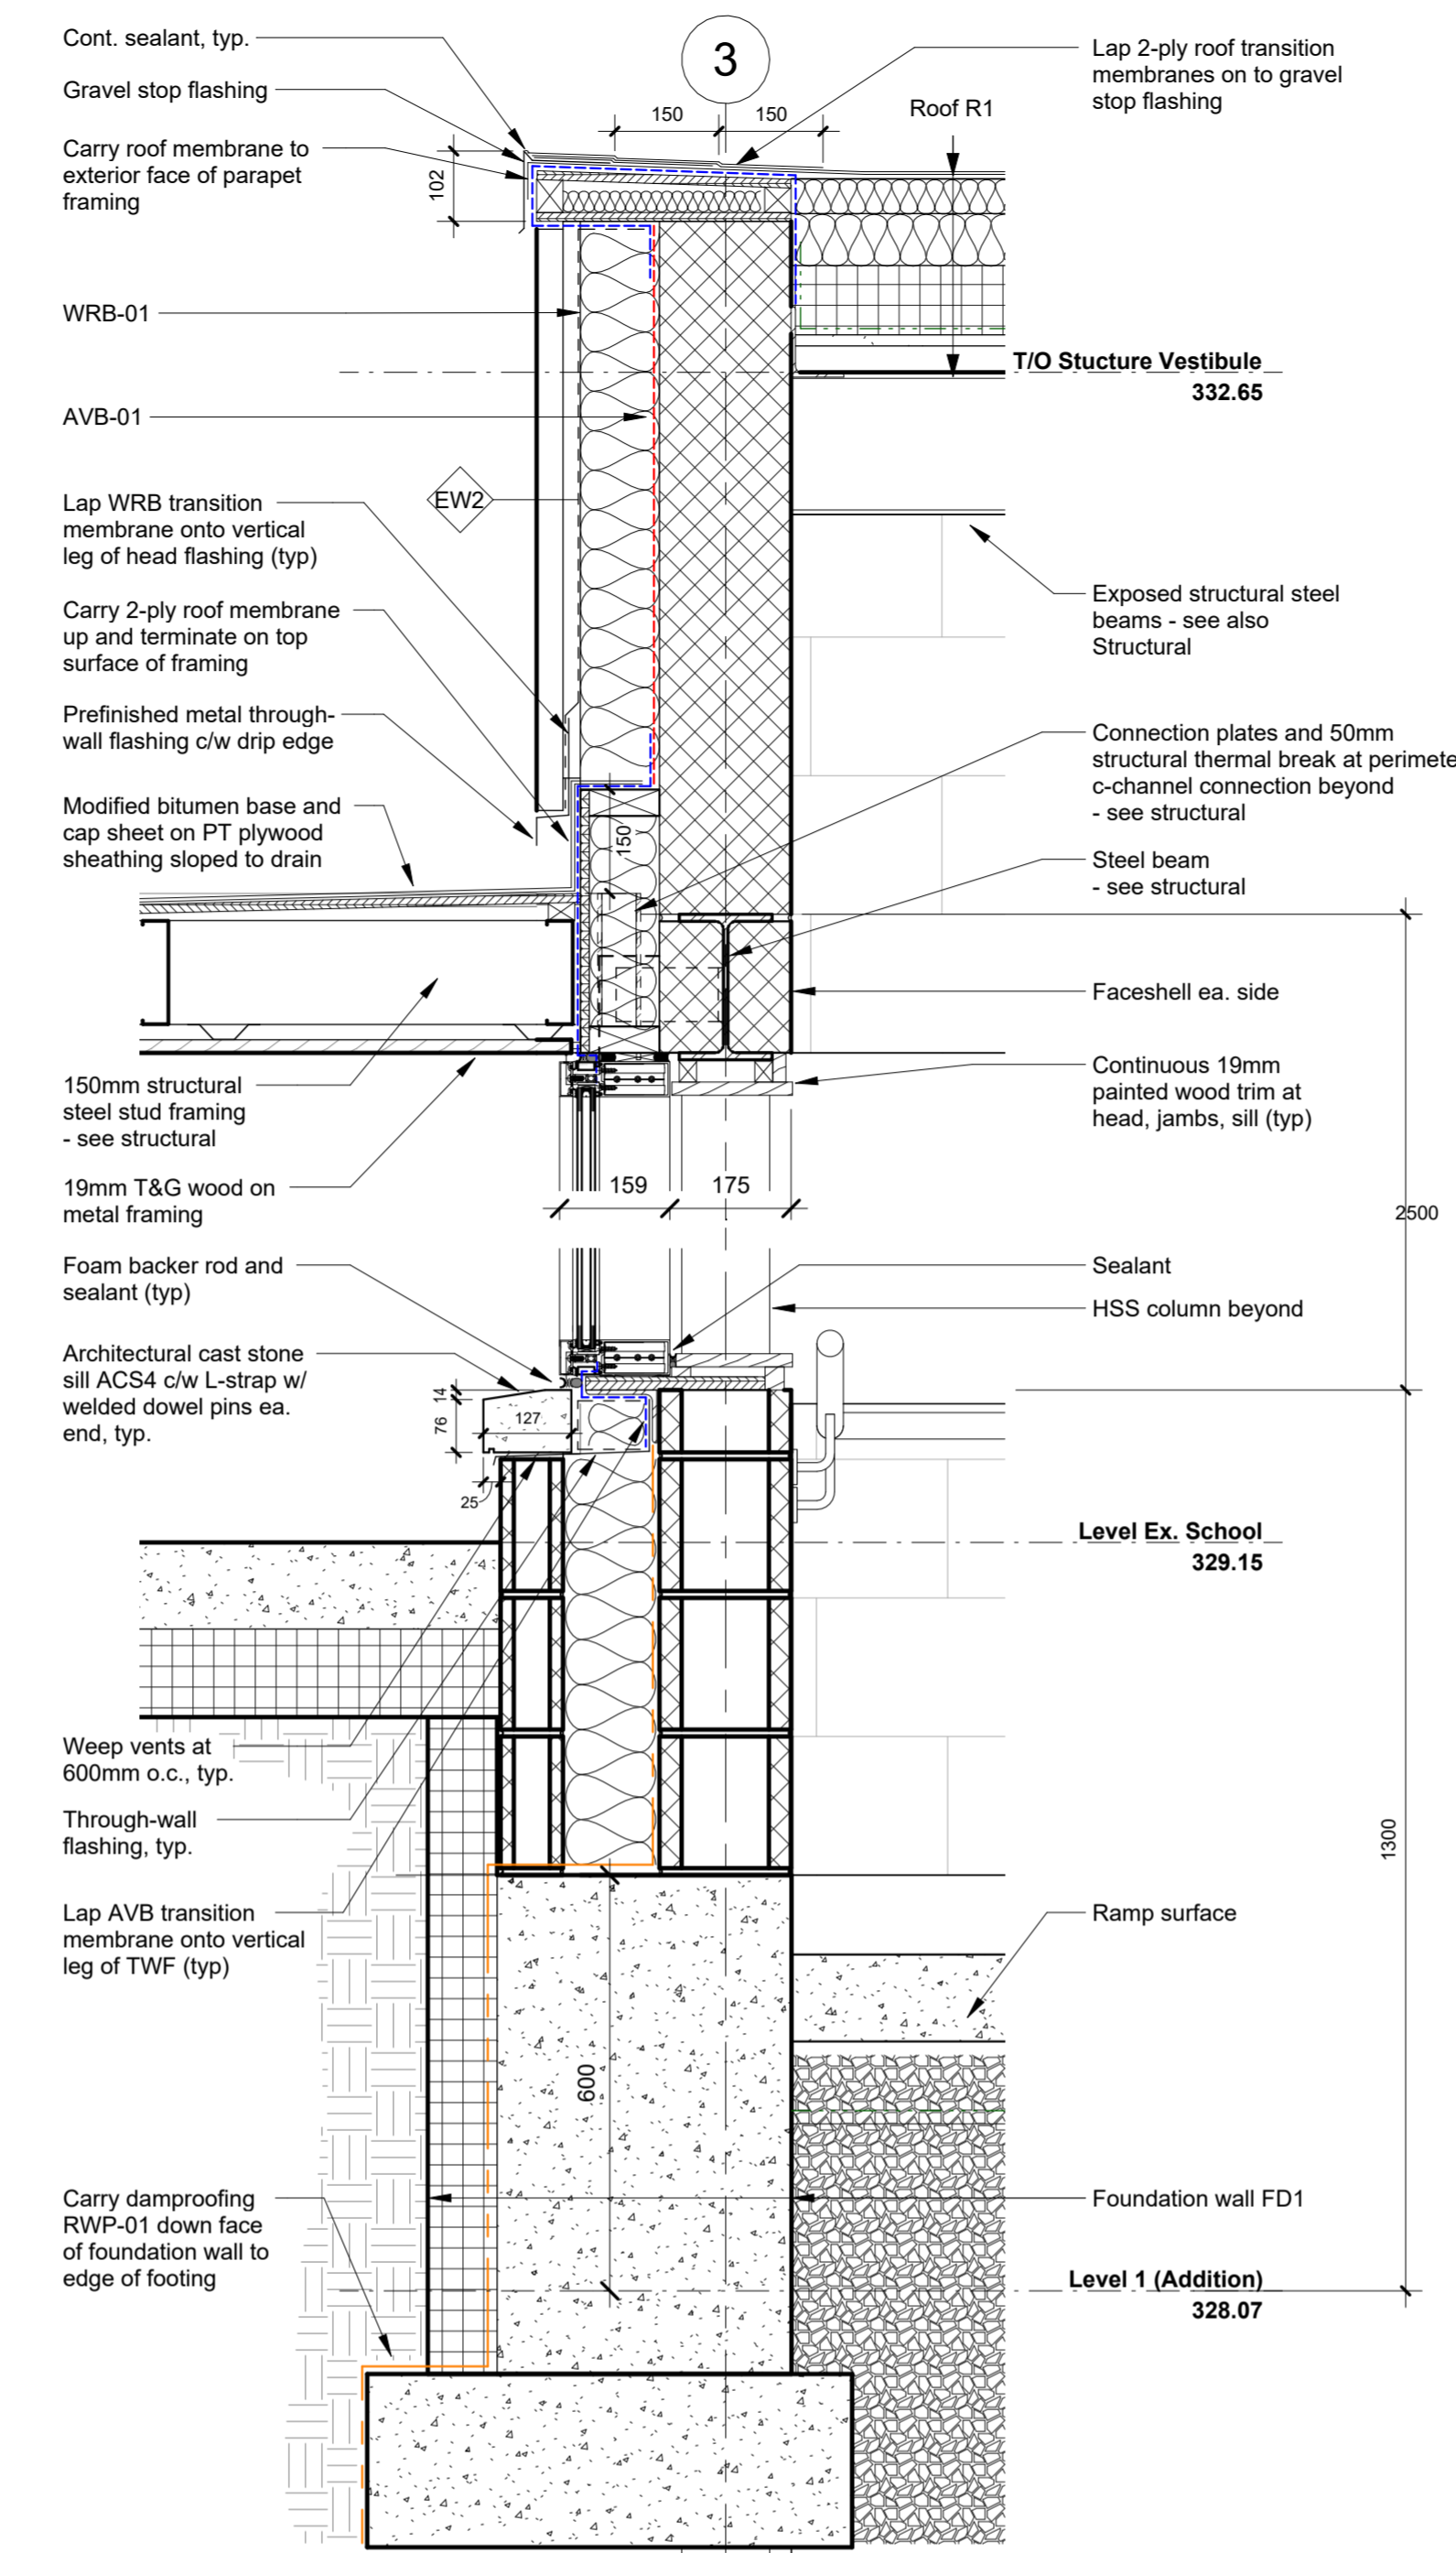 Cont. sealant, typ.
Gravel stop flashing
Carry roof membrane to
exterior face of parapet
framing
WRB-01
AVB-01
EW2
Lap WRB transition
membrane onto vertical
leg of head flashing (typ)
Carry 2-ply roof membrane
up and terminate on top
surface of framing
Prefinished metal through-
wall flashing c/w drip edge
Modified bitumen base and
cap sheet on PT plywood
sheathing sloped to drain
150mm structural
steel stud framing
- see structural
19mm T&G wood on
metal framing
Foam backer rod and
sealant (typ)
Architectural cast stone
sill ACS4 c/w L-strap w/
welded dowel pins ea.
end, typ.
Weep vents at
600mm o.c., typ.
Through-wall
flashing, typ.
Lap AVB transition
membrane onto vertical
leg of TWF (typ)
Carry damproofing
RWP-01 down face
of foundation wall to
edge of footing
3
150
150
102
150
159
175
14
76
127
25
600
Lap 2-ply roof transition
membranes on to gravel
stop flashing
Roof R1
T/O Stucture Vestibule
332.65
Exposed structural steel
beams - see also
Structural
Connection plates and 50mm
structural thermal break at perimete
c-channel connection beyond
- see structural
Steel beam
- see structural
Faceshell ea. side
Continuous 19mm
painted wood trim at
head, jambs, sill (typ)
2500
Sealant
HSS column beyond
Level Ex. School
329.15
1300
Ramp surface
Foundation wall FD1
Level 1 (Addition)
328.07